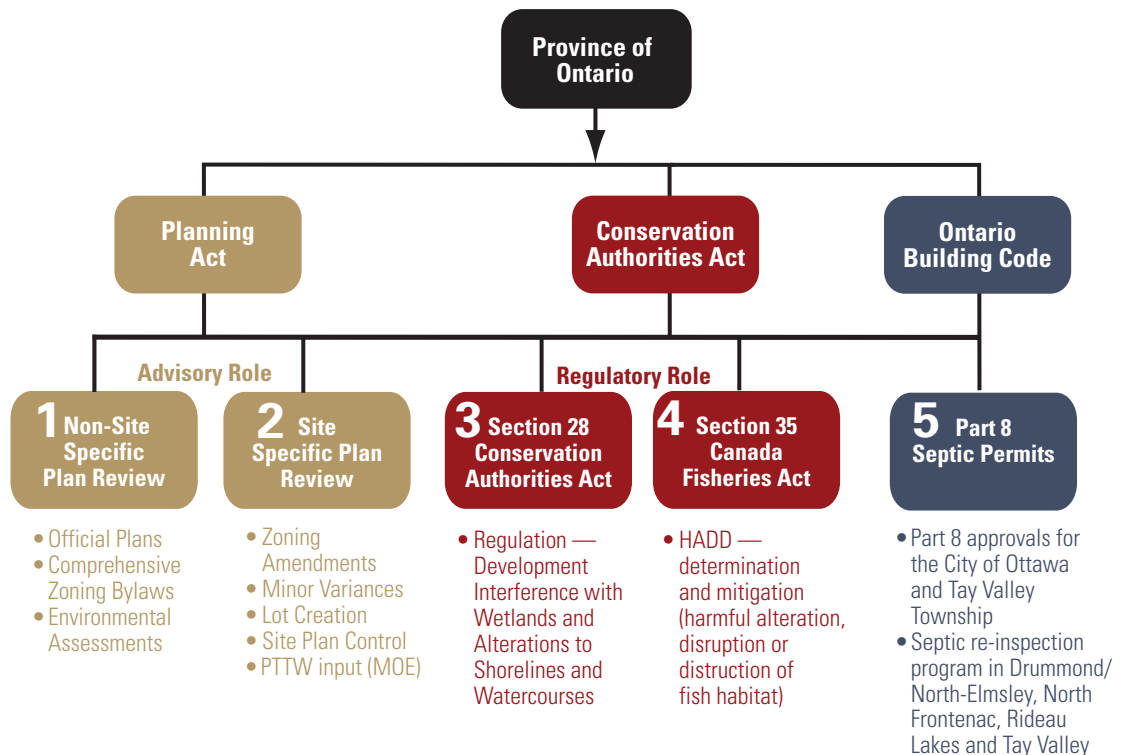 Province of
Ontario
Planning
Act
Conservation
Authorities Act
Ontario
Building Code
Advisory Role
Regulatory Role
1 Non-Site
Specific
Plan Review
2 Site
Specific Plan
Review
3 Section 28
Conservation
Authorities Act
4 Section 35
Canada
Fisheries Act
5 Part 8
Septic Permits
• Official Plans
• Comprehensive
Zoning Bylaws
• Environmental
Assessments
• Zoning
Amendments
• Minor Variances
• Lot Creation
• Site Plan Control
• PTTW input (MOE)
• Regulation —
Development
Interference with
Wetlands and
Alterations to
Shorelines and
Watercourses
• HADD —
determination
and mitigation
(harmful alteration,
disruption or
distruction of
fish habitat)
• Part 8 approvals for
the City of Ottawa
and Tay Valley
Township
• Septic re-inspection
program in Drummond/
North-Elmsley, North
Frontenac, Rideau
Lakes and Tay Valley